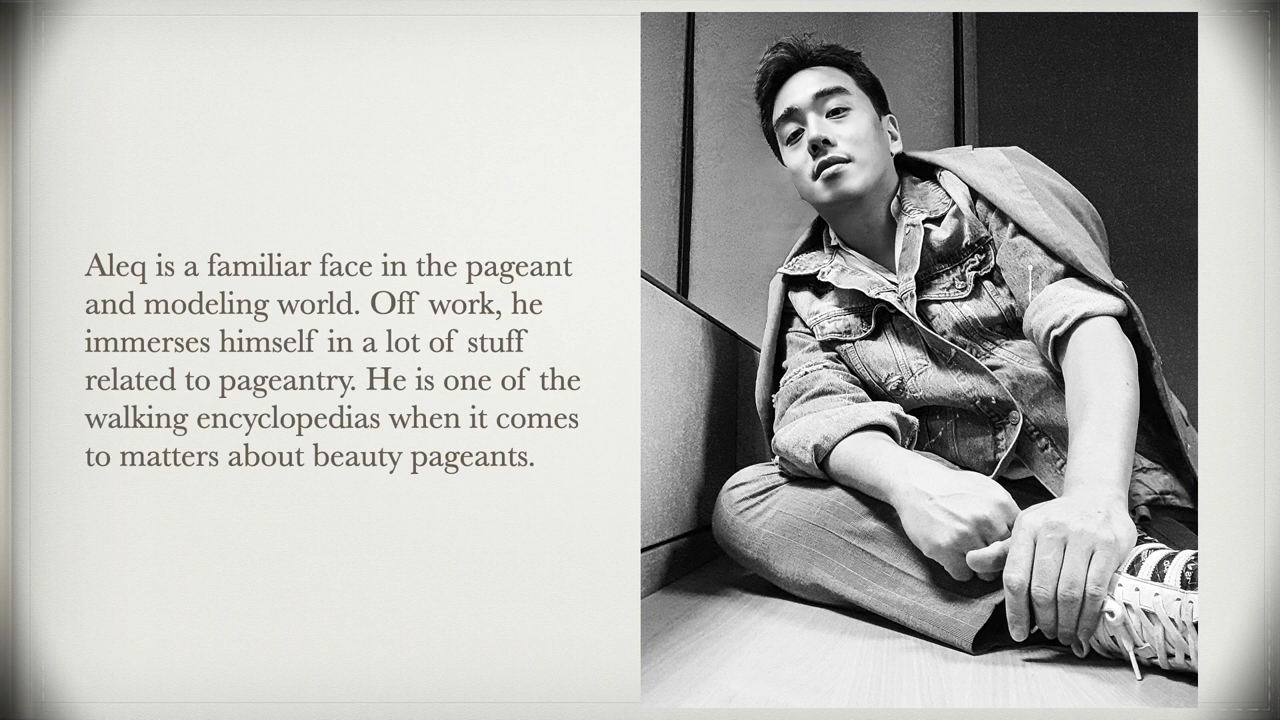 Aleq is a familiar face in the pageant
and modeling world. Off work, he
immerses himself in a lot of stuff
related to pageantry. He is one of the
walking encyclopedias when it comes
to matters about beauty pageants.